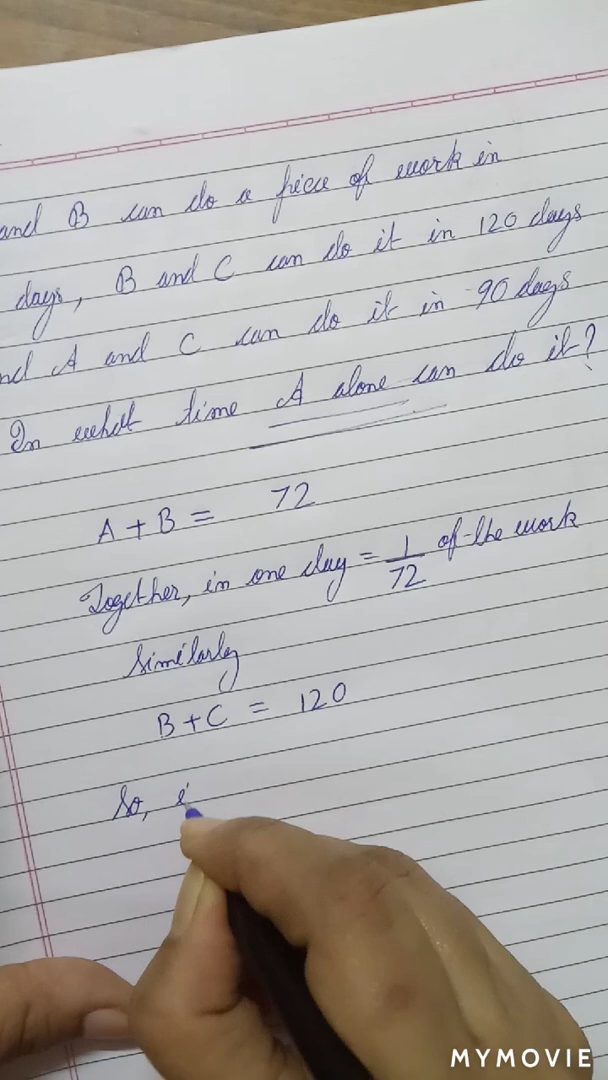 and B can do a piece of work in
days, B and C can do it in 120 days
nd A and C can do it in 90 days
In what time A alone can do it?
A + B = 72
Together, in one day = 1/72 of the work
Similarly
B + C = 120
So, i
MYMOVIE